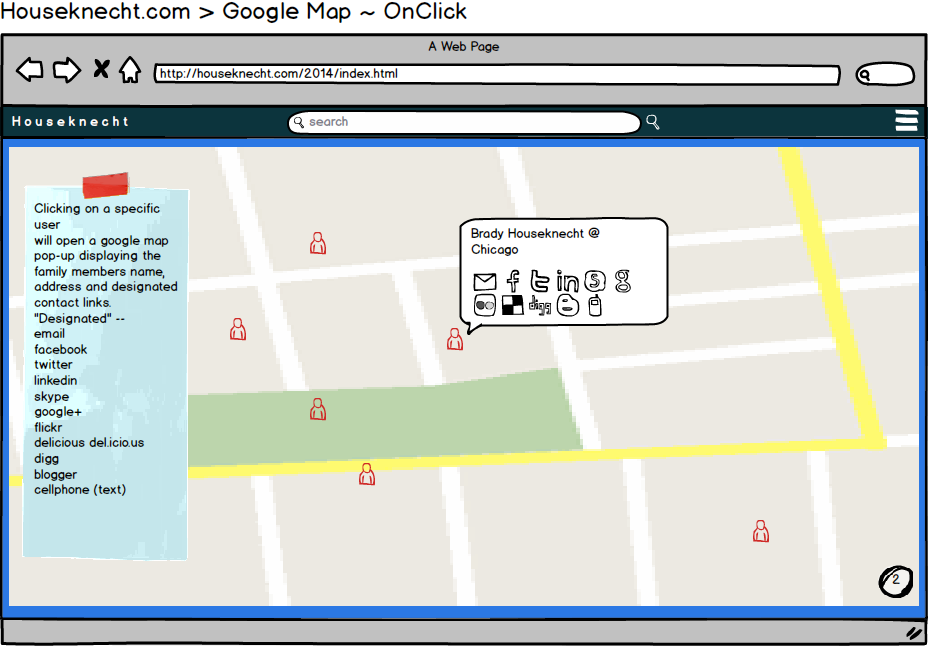 Houseknecht.com > Google Map ~ OnClick
A Web Page
http://houseknecht.com/2014/index.html
Houseknecht
search
Clicking on a specific
user
will open a google map
pop-up displaying the
family members name,
address and designated
contact links.
"Designated" --
email
facebook
twitter
linkedin
skype
google+
flickr
delicious del.icio.us
digg
blogger
cellphone (text)
Brady Houseknecht @
Chicago
digg
2